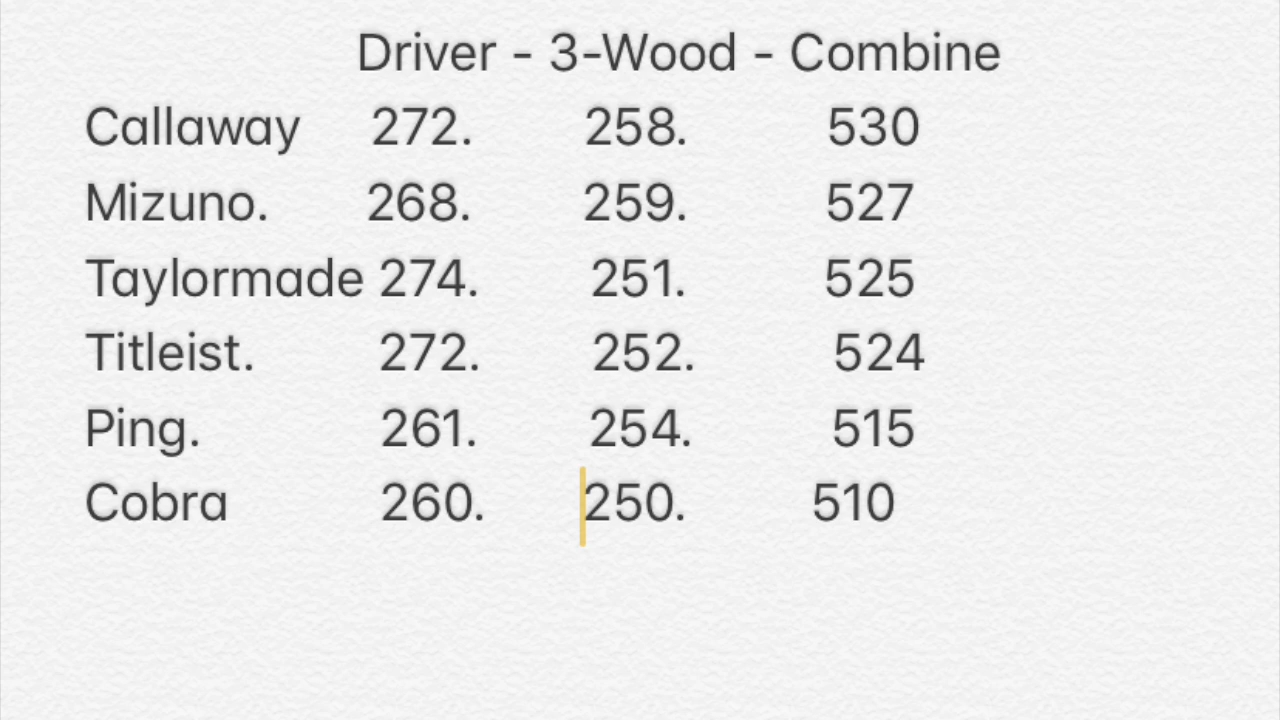 Driver - 3-Wood - Combine
Callaway 272. 258. 530
Mizuno. 268. 259. 527
Taylormade 274. 251. 525
Titleist. 272. 252. 524
Ping. 261. 254. 515
Cobra 260. 250. 510